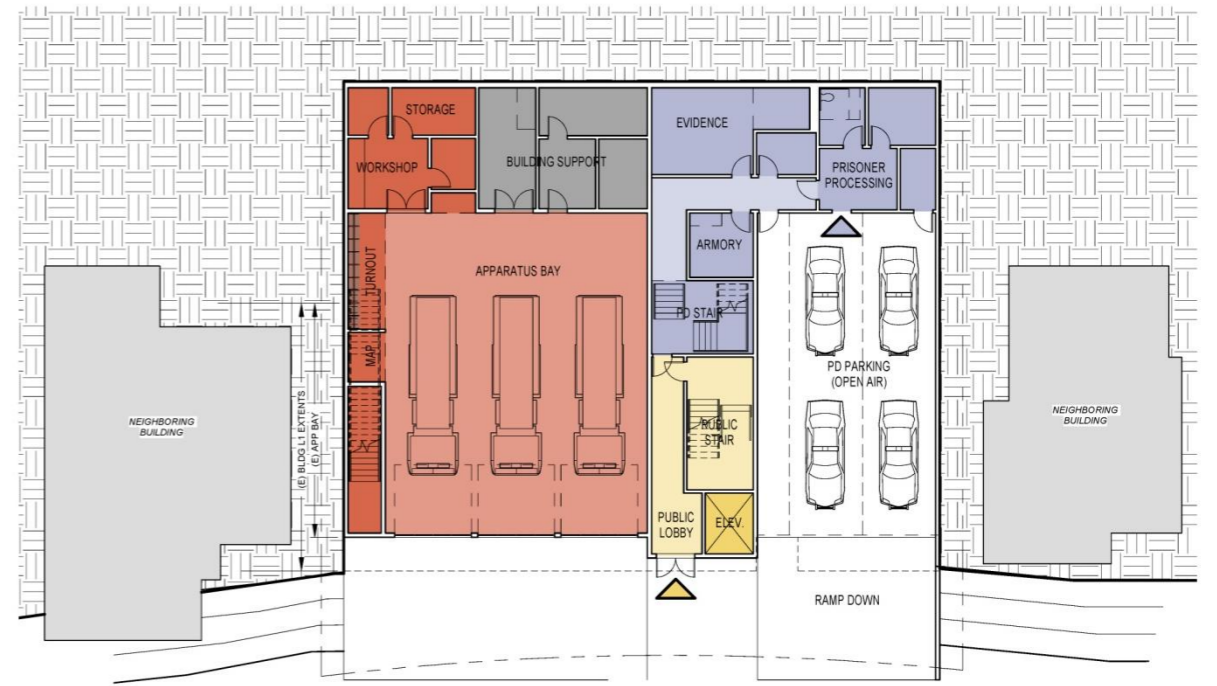 STORAGE
WORKSHOP
BUILDING SUPPORT
EVIDENCE
PRISONER
PROCESSING
ARMORY
TURNOUT
APPARATUS BAY
PD STAIR
MAP
PD PARKING
(OPEN AIR)
NEIGHBORING
BUILDING
(E) BLDG L1 EXTENTS
(E) APP BAY
PUBLIC
STAIR
NEIGHBORING
BUILDING
PUBLIC
LOBBY
ELEV.
RAMP DOWN